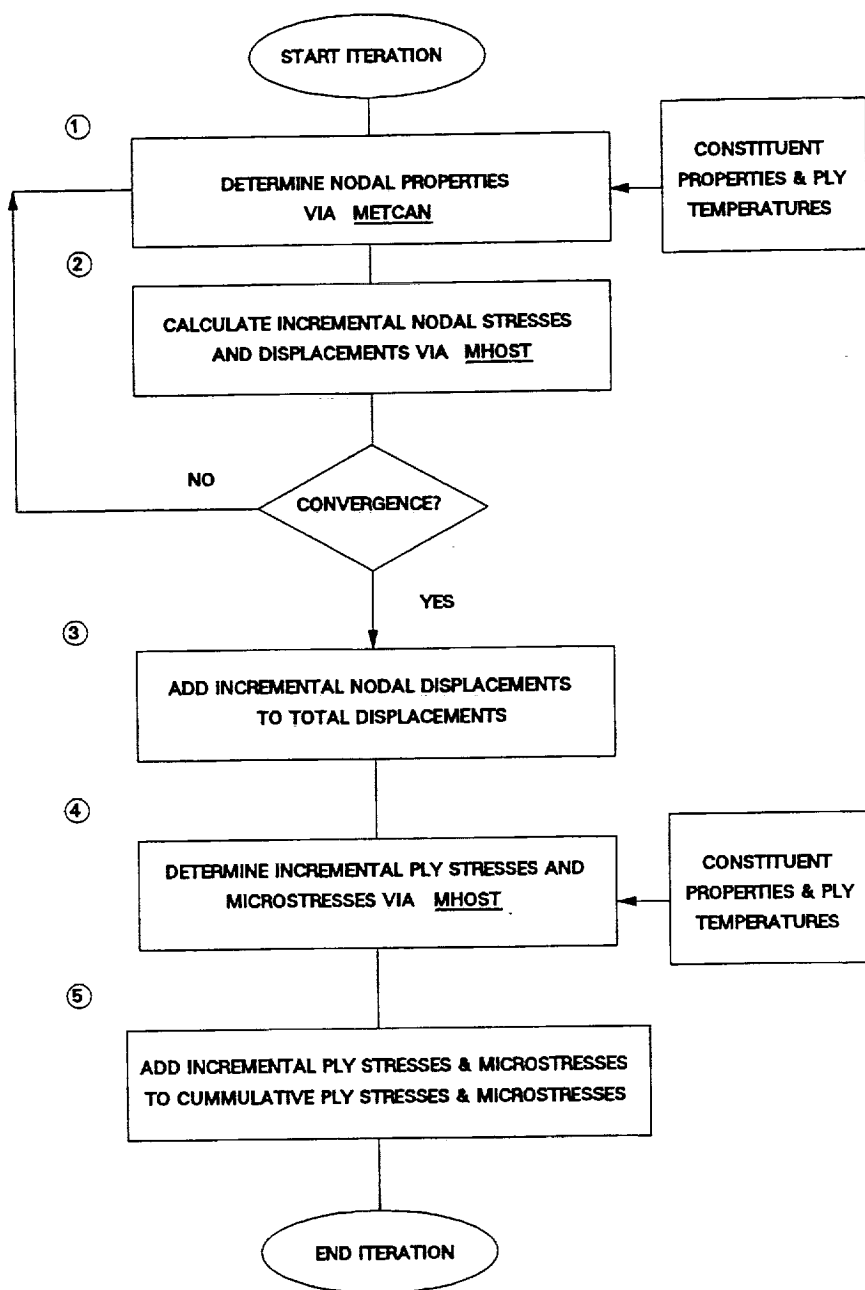 START ITERATION
1
DETERMINE NODAL PROPERTIES
VIA METCAN
CONSTITUENT
PROPERTIES & PLY
TEMPERATURES
2
CALCULATE INCREMENTAL NODAL STRESSES
AND DISPLACEMENTS VIA MHOST
NO
CONVERGENCE?
YES
3
ADD INCREMENTAL NODAL DISPLACEMENTS
TO TOTAL DISPLACEMENTS
4
DETERMINE INCREMENTAL PLY STRESSES AND
MICROSTRESSES VIA MHOST
CONSTITUENT
PROPERTIES & PLY
TEMPERATURES
5
ADD INCREMENTAL PLY STRESSES & MICROSTRESSES
TO CUMMULATIVE PLY STRESSES & MICROSTRESSES
END ITERATION